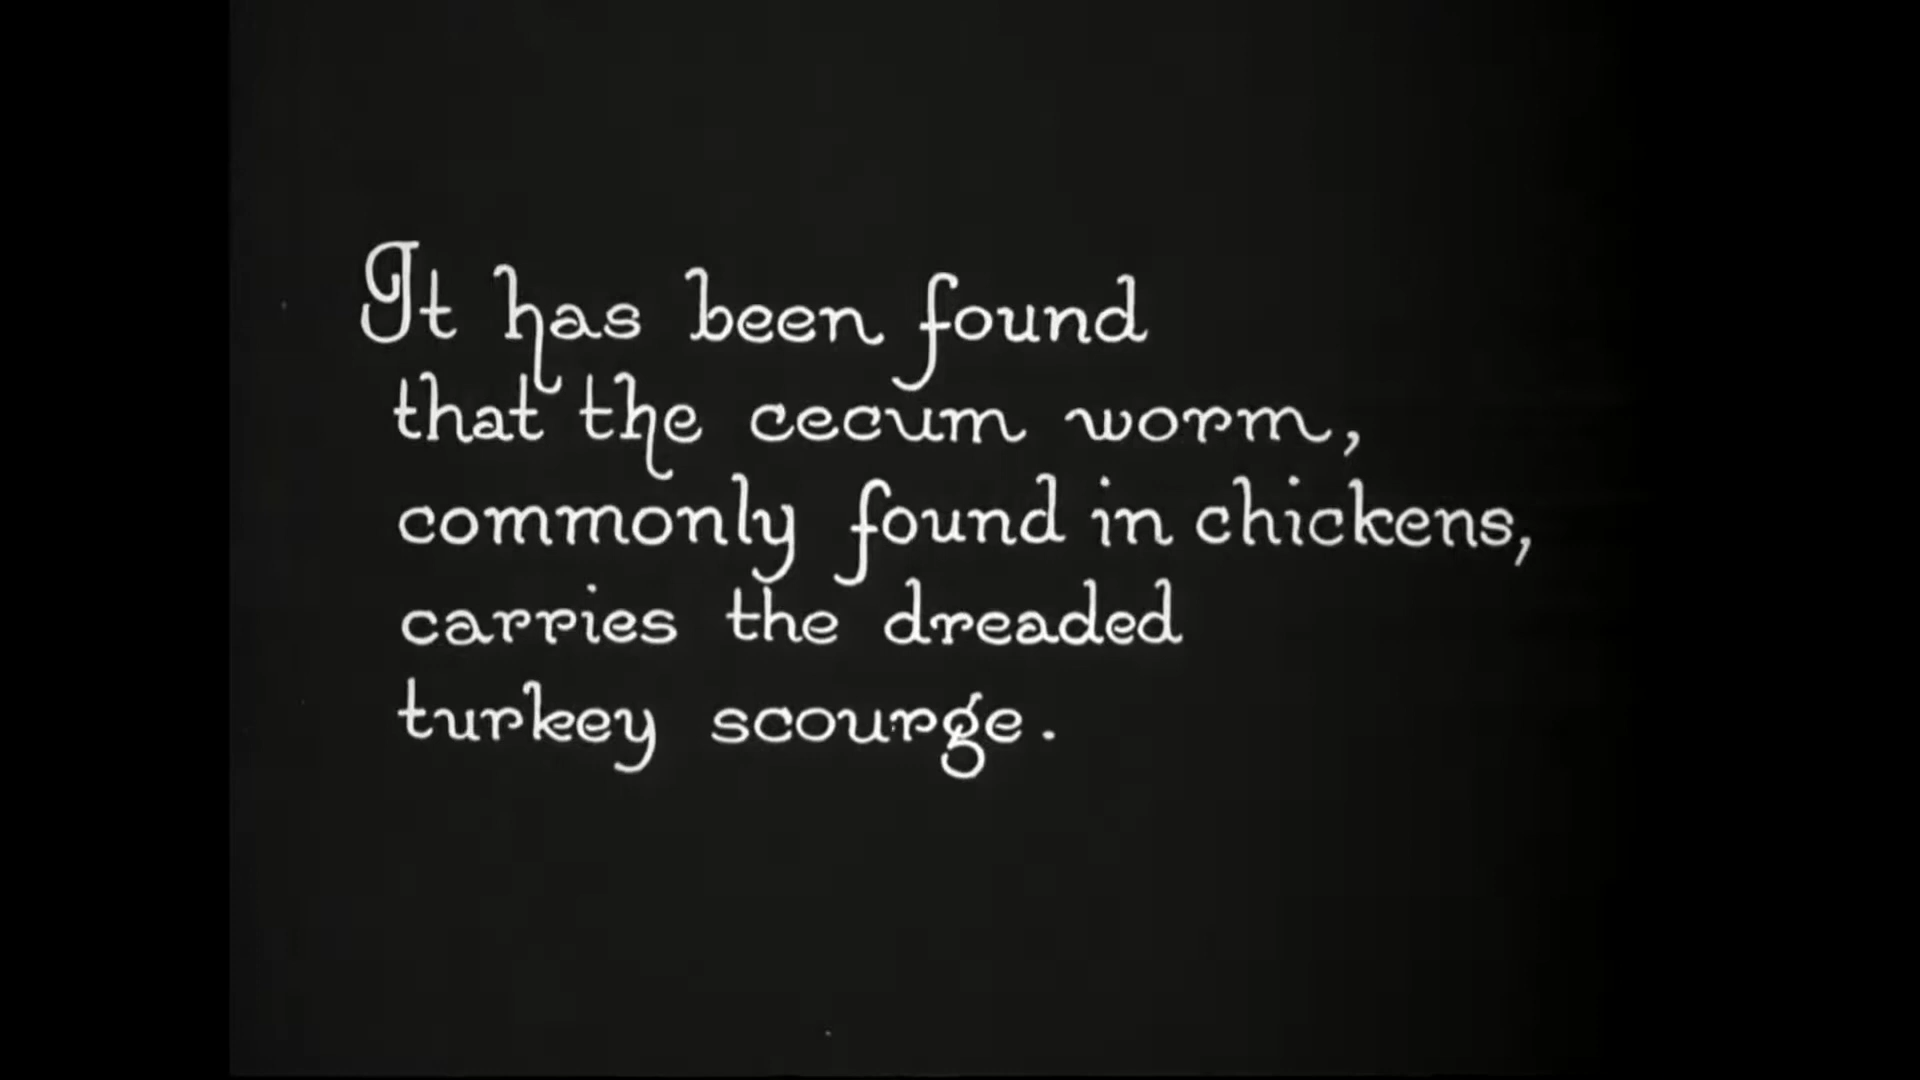 It has been found
that the cecum worm,
commonly found in chickens,
carries the dreaded
turkey scourge.